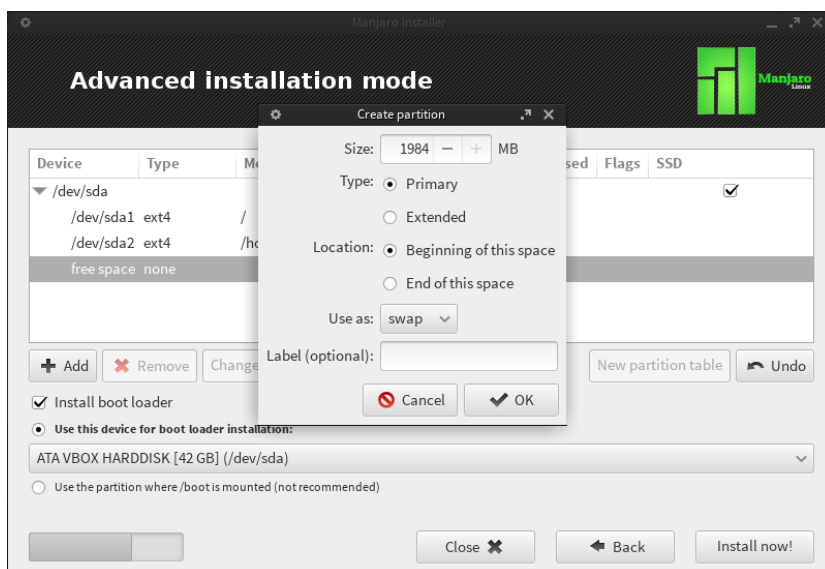 Manjaro Installer
Advanced installation mode
Manjaro
Linux
Create partition
Size: 1984 MB
Type: Primary
Extended
Location: Beginning of this space
End of this space
Use as: swap
Label (optional):
Cancel OK
Device Type Flags SSD
/dev/sda
/dev/sda1 ext4 /
/dev/sda2 ext4
free space none
Add Remove Change New partition table Undo
Install boot loader
Use this device for boot loader installation:
ATA VBOX HARDDISK [42 GB] (/dev/sda)
Use the partition where /boot is mounted (not recommended)
Close Back Install now!